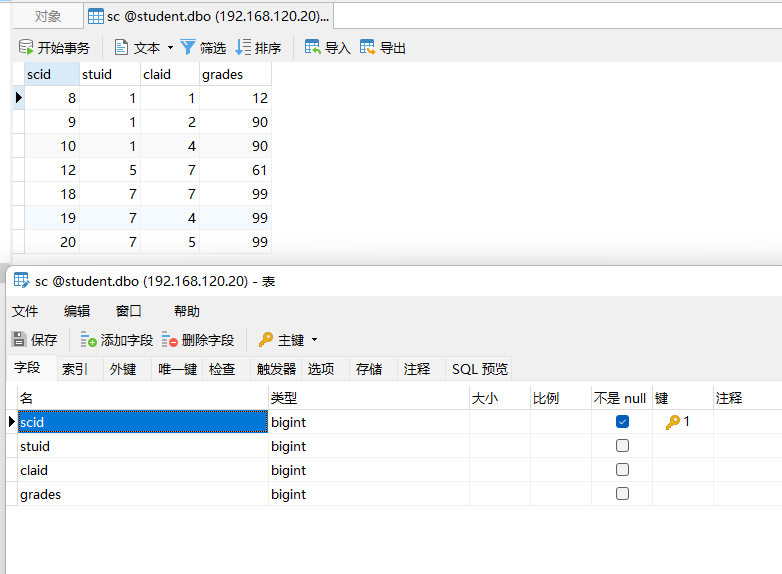 对象 sc @student.dbo (192.168.120.20)...
开始事务 文本 筛选 排序 导入 导出
scid stuid claid grades
8 1 1 12
9 1 2 90
10 1 4 90
12 5 7 61
18 7 7 99
19 7 4 99
20 7 5 99
sc @student.dbo (192.168.120.20) - 表
文件 编辑 窗口 帮助
保存 添加字段 删除字段 主键
字段 索引 外键 唯一键 检查 触发器 选项 存储 注释 SQL 预览
名 类型 大小 比例 不是 null 键 注释
scid bigint 1
stuid bigint
claid bigint
grades bigint